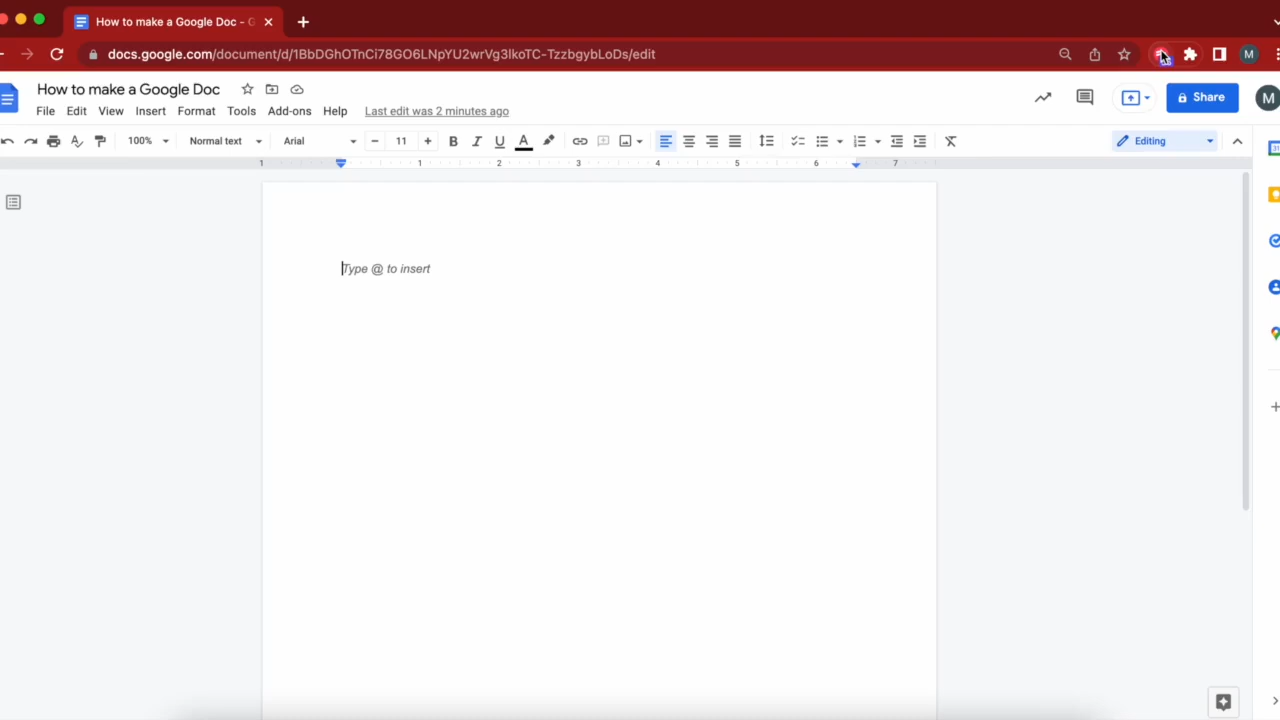 How to make a Google Doc - G
docs.google.com/document/d/1BbDGhOTnCi78GO6LNpYU2wrVg3lkoTC-TzzbgybLoDs/edit
M
How to make a Google Doc
File Edit View Insert Format Tools Add-ons Help Last edit was 2 minutes ago
Share
M
100% Normal text Arial 11 B I U A Editing
1 1 2 3 4 5 6 7
31
Type @ to insert